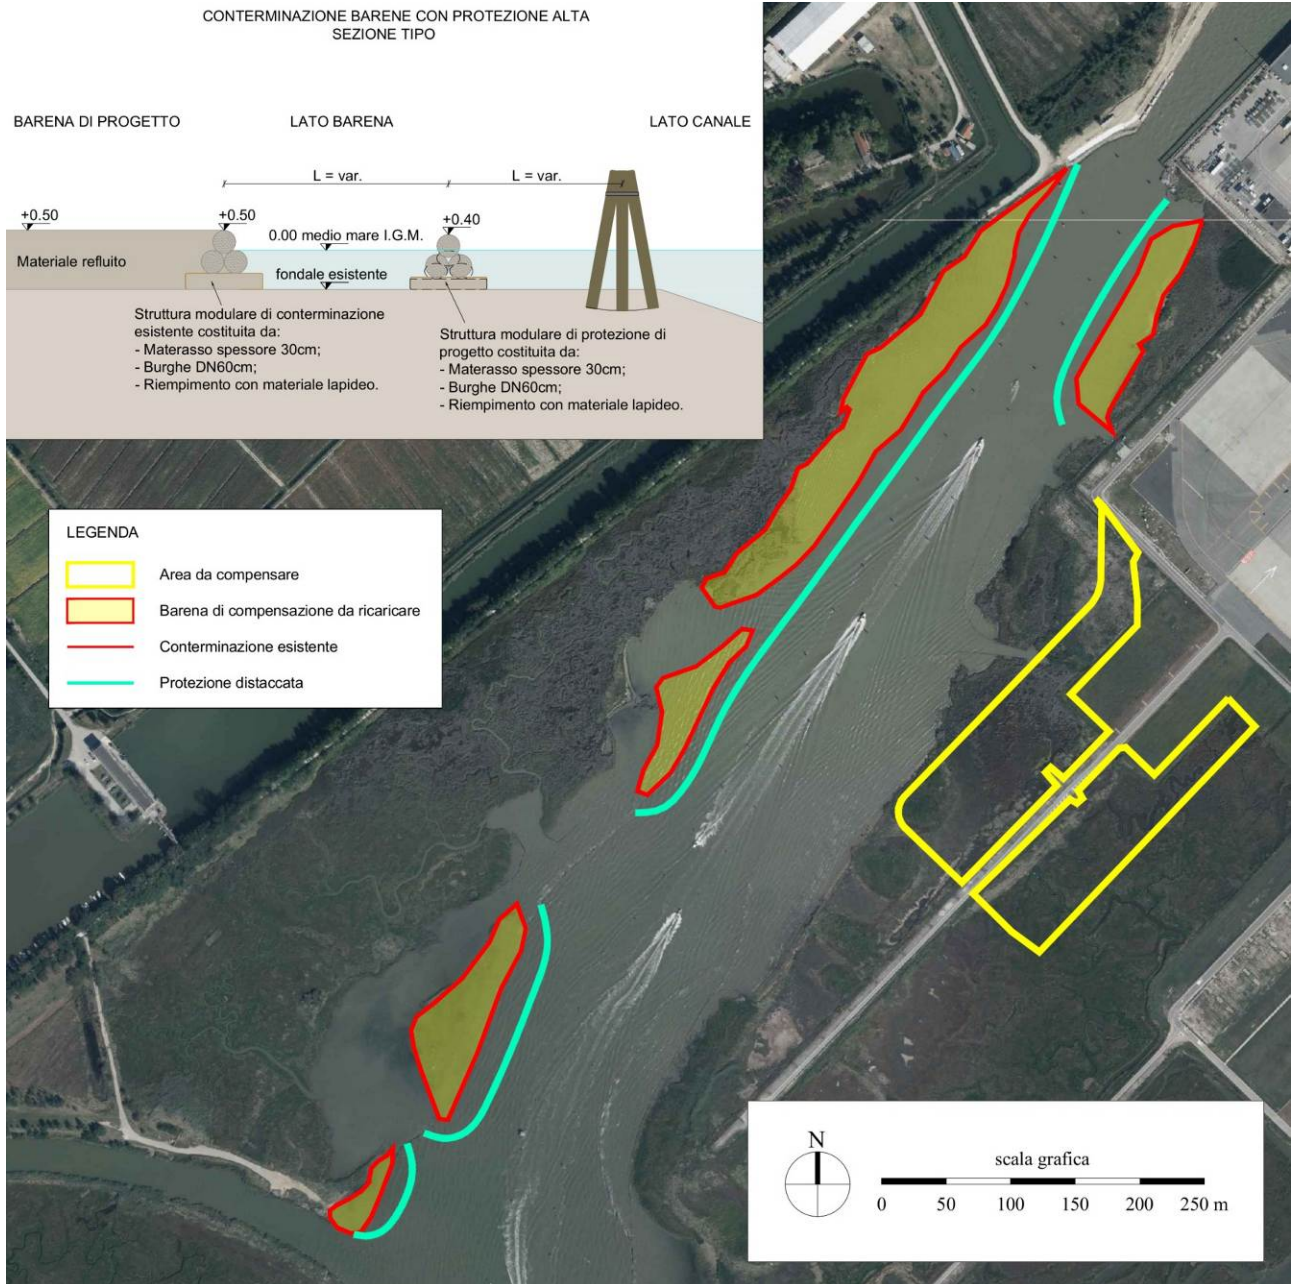 CONTERMINAZIONE BARENE CON PROTEZIONE ALTA
SEZIONE TIPO
BARENA DI PROGETTO
LATO BARENA
LATO CANALE
L = var.
L = var.
+0.50
+0.50
+0.40
0.00 medio mare I.G.M.
Materiale refluito
fondale esistente
Struttura modulare di conterminazione
esistente costituita da:
- Materasso spessore 30cm;
- Burghe DN60cm;
- Riempimento con materiale lapideo.
Struttura modulare di protezione di
progetto costituita da:
- Materasso spessore 30cm;
- Burghe DN60cm;
- Riempimento con materiale lapideo.
LEGENDA
Area da compensare
Barena di compensazione da ricaricare
Conterminazione esistente
Protezione distaccata
N
scala grafica
0 50 100 150 200 250 m